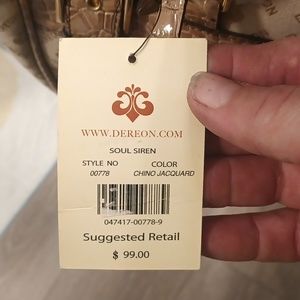 WWW.DEREON.COM
SOUL SIREN
STYLE NO COLOR
00778 CHINO JACQUARD
047417-00778-9
Suggested Retail
$ 99.00